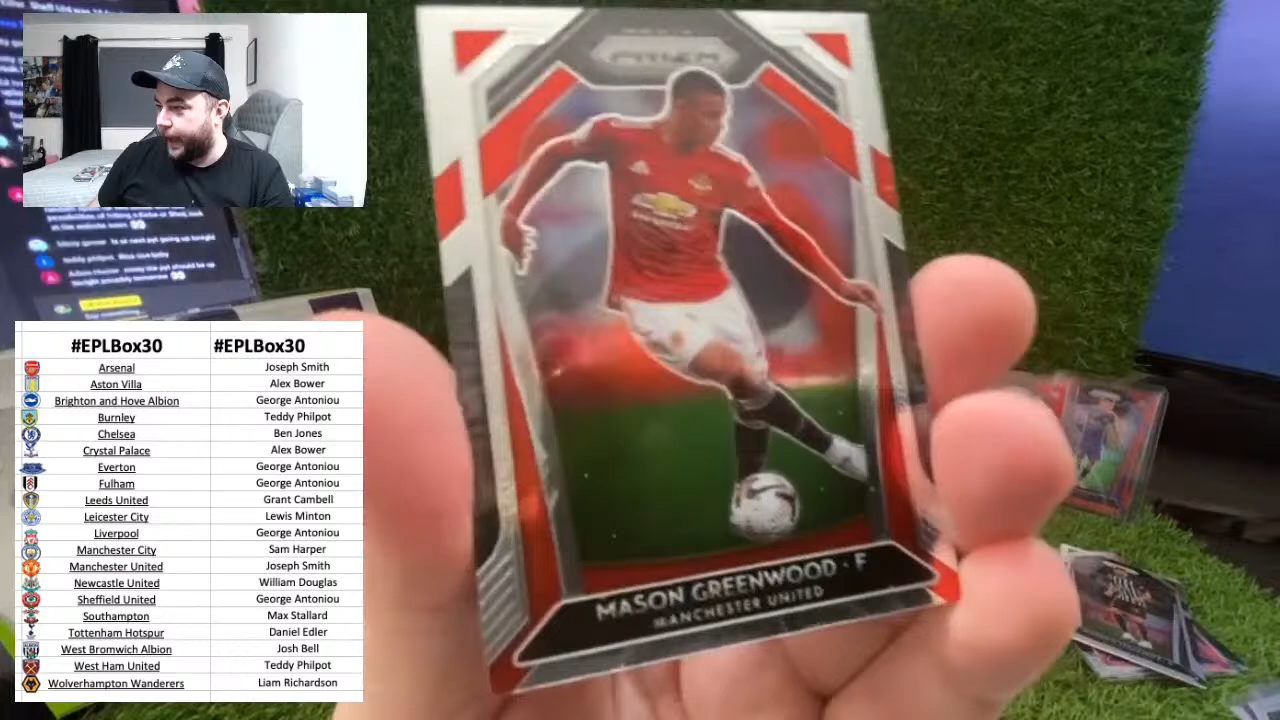 PRIZM
MASON GREENWOOD · F
MANCHESTER UNITED
#EPLBox30 #EPLBox30
Arsenal Joseph Smith
Aston Villa Alex Bower
Brighton and Hove Albion George Antoniou
Burnley Teddy Philpot
Chelsea Ben Jones
Crystal Palace Alex Bower
Everton George Antoniou
Fulham George Antoniou
Leeds United Grant Cambell
Leicester City Lewis Minton
Liverpool George Antoniou
Manchester City Sam Harper
Manchester United Joseph Smith
Newcastle United William Douglas
Sheffield United George Antoniou
Southampton Max Stallard
Tottenham Hotspur Daniel Edler
West Bromwich Albion Josh Bell
West Ham United Teddy Philpot
Wolverhampton Wanderers Liam Richardson